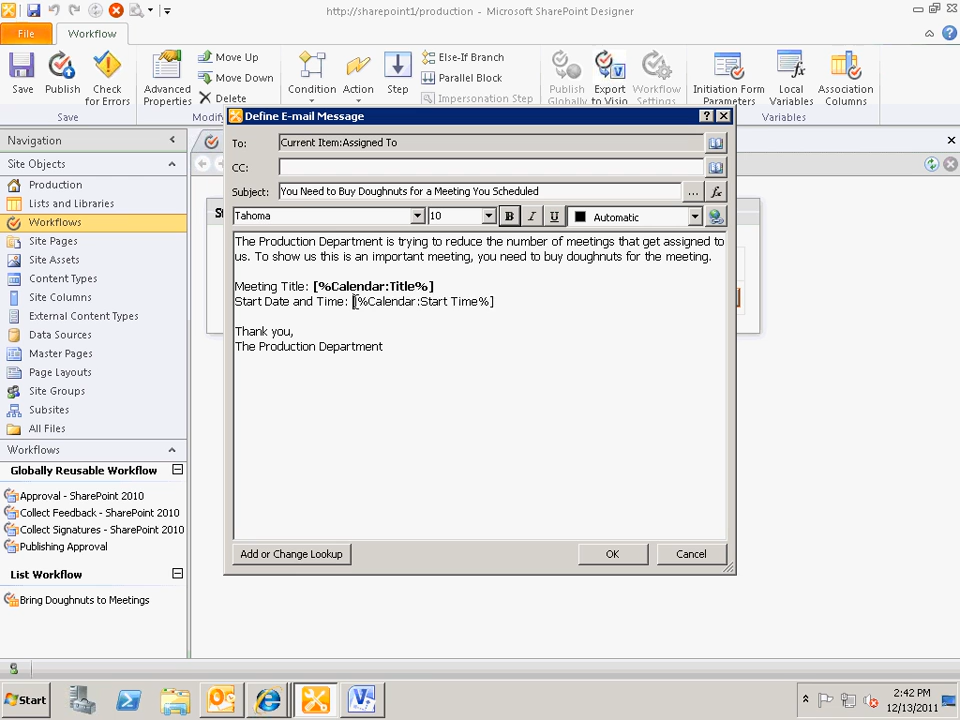 http://sharepoint1/production - Microsoft SharePoint Designer
File
Workflow
Save
Publish
Check for Errors
Save
Advanced Properties
Move Up
Move Down
Delete
Condition
Action
Step
Else-If Branch
Parallel Block
Impersonation Step
Publish Globally
Export to Visio
Workflow Settings
Initiation Form Parameters
Local Variables
Association Columns
Variables
Navigation
Site Objects
Production
Lists and Libraries
Workflows
Site Pages
Site Assets
Content Types
Site Columns
External Content Types
Data Sources
Master Pages
Page Layouts
Site Groups
Subsites
All Files
Workflows
Globally Reusable Workflow
Approval - SharePoint 2010
Collect Feedback - SharePoint 2010
Collect Signatures - SharePoint 2010
Publishing Approval
List Workflow
Bring Doughnuts to Meetings
Define E-mail Message
To: Current Item:Assigned To
CC:
Subject: You Need to Buy Doughnuts for a Meeting You Scheduled
...
fx
Tahoma
10
B I U
Automatic
The Production Department is trying to reduce the number of meetings that get assigned to
us. To show us this is an important meeting, you need to buy doughnuts for the meeting.
Meeting Title: [%Calendar:Title%]
Start Date and Time: [%Calendar:Start Time%]
Thank you,
The Production Department
Add or Change Lookup
OK
Cancel
Start
2:42 PM
12/13/2011